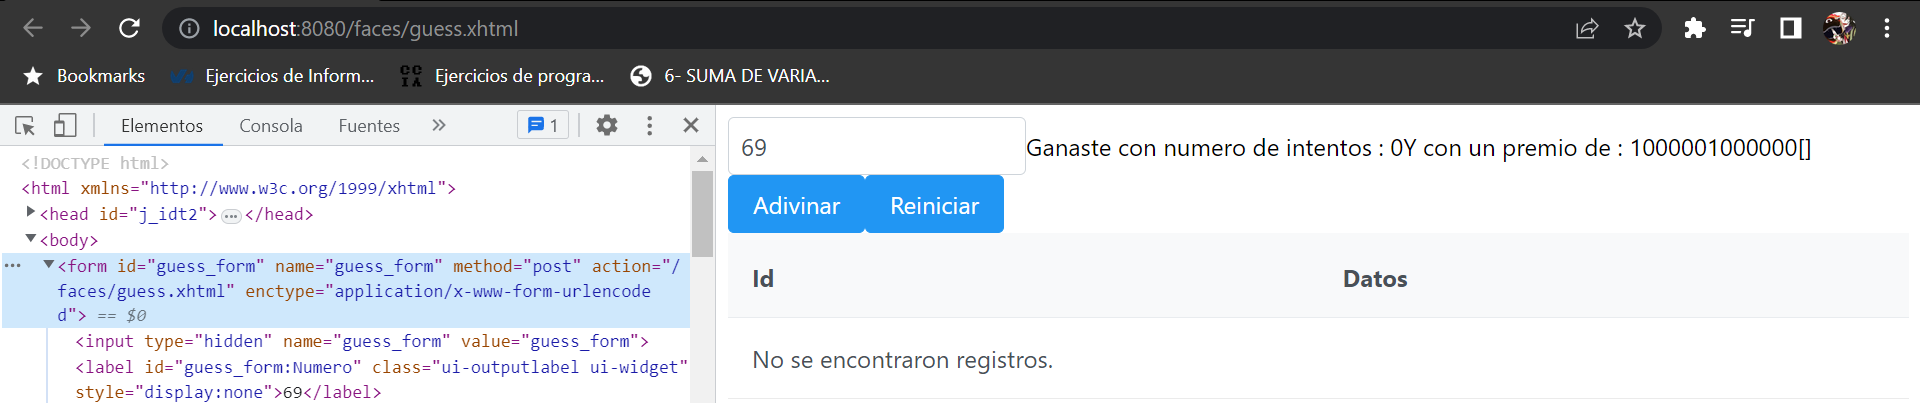 localhost:8080/faces/guess.xhtml
Bookmarks
Ejercicios de Inform...
CC
IA
Ejercicios de progra...
6- SUMA DE VARIA...
Elementos
Consola
Fuentes
1
<!DOCTYPE html>
<html xmlns="http://www.w3c.org/1999/xhtml">
<head id="j_idt2">…</head>
<body>
<form id="guess_form" name="guess_form" method="post" action="/
faces/guess.xhtml" enctype="application/x-www-form-urlencode
d"> == $0
<input type="hidden" name="guess_form" value="guess_form">
<label id="guess_form:Numero" class="ui-outputlabel ui-widget"
style="display:none">69</label>
69
Ganaste con numero de intentos : 0Y con un premio de : 1000001000000[]
Adivinar
Reiniciar
Id
Datos
No se encontraron registros.